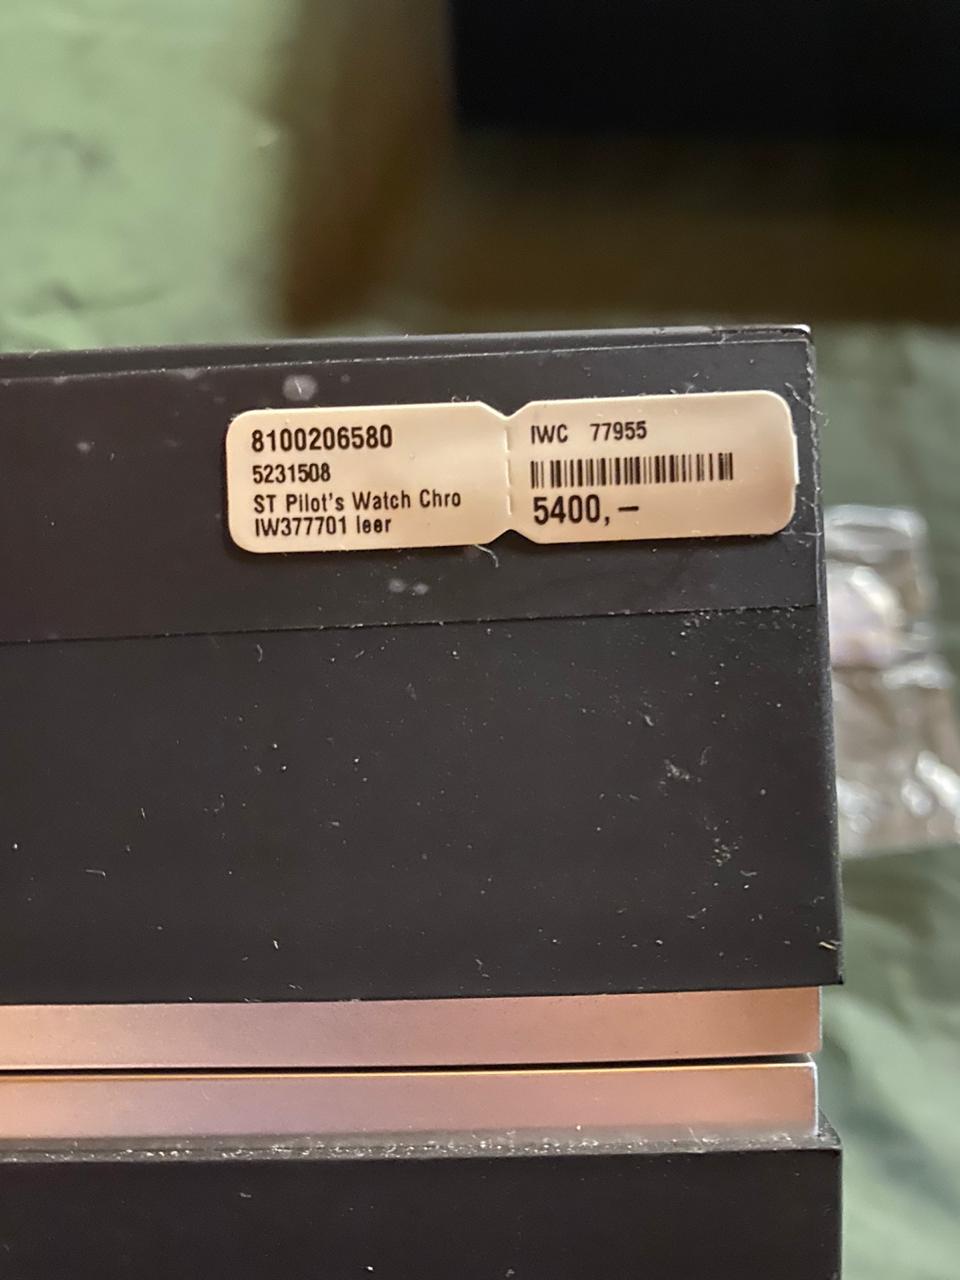 8100206580
5231508
ST Pilot's Watch Chro
IW377701 leer
IWC 77955
5400,–